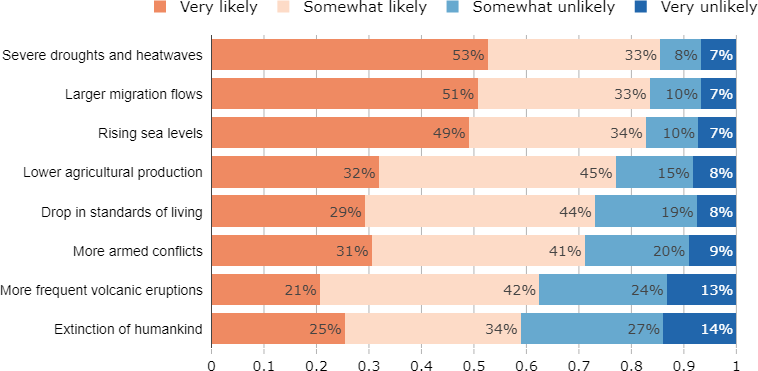 Very likely Somewhat likely Somewhat unlikely Very unlikely
Severe droughts and heatwaves 53% 33% 8% 7%
Larger migration flows 51% 33% 10% 7%
Rising sea levels 49% 34% 10% 7%
Lower agricultural production 32% 45% 15% 8%
Drop in standards of living 29% 44% 19% 8%
More armed conflicts 31% 41% 20% 9%
More frequent volcanic eruptions 21% 42% 24% 13%
Extinction of humankind 25% 34% 27% 14%
0 0.1 0.2 0.3 0.4 0.5 0.6 0.7 0.8 0.9 1